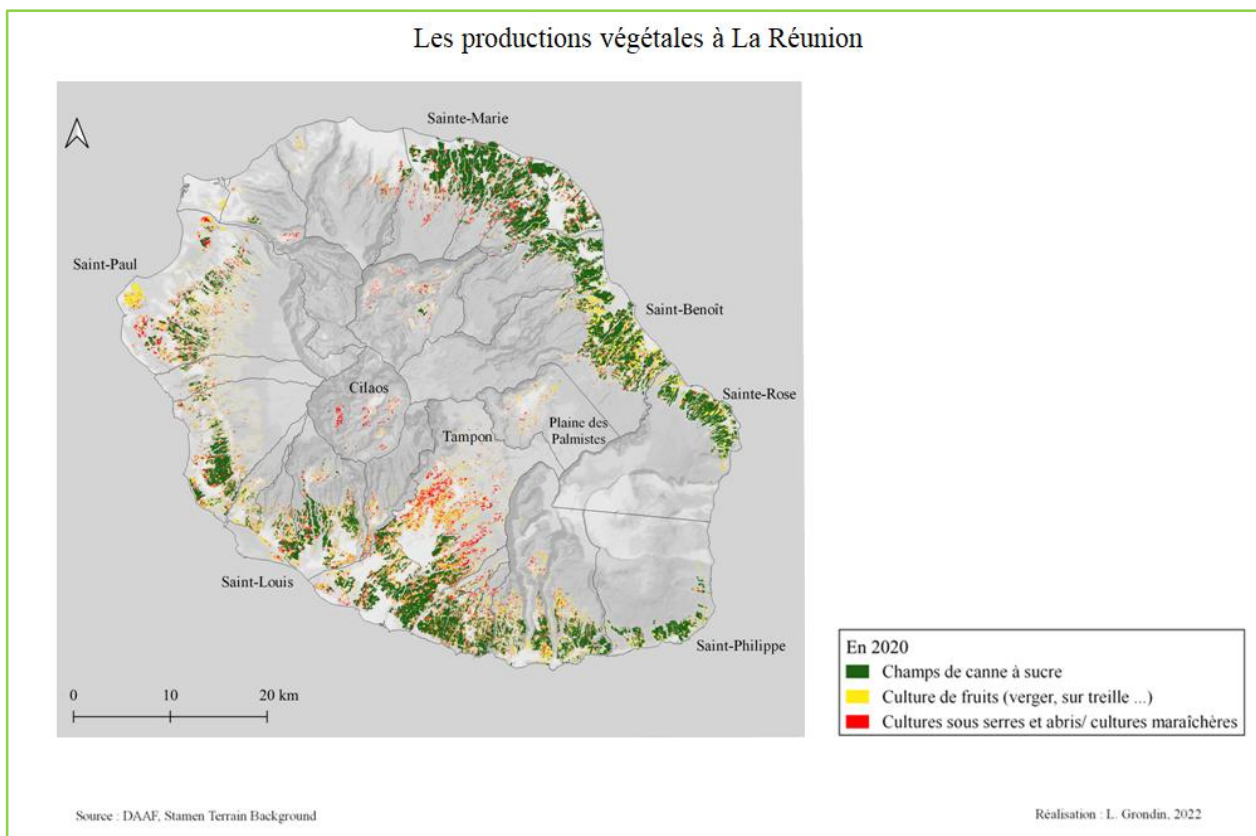 Les productions végétales à La Réunion
Sainte-Marie
Saint-Paul
Saint-Benoît
Sainte-Rose
Cilaos
Plaine des
Palmistes
Tampon
Saint-Louis
Saint-Philippe
0 10 20 km
En 2020
Champs de canne à sucre
Culture de fruits (verger, sur treille ...)
Cultures sous serres et abris/ cultures maraîchères
Source : DAAF, Stamen Terrain Background
Réalisation : L. Grondin, 2022